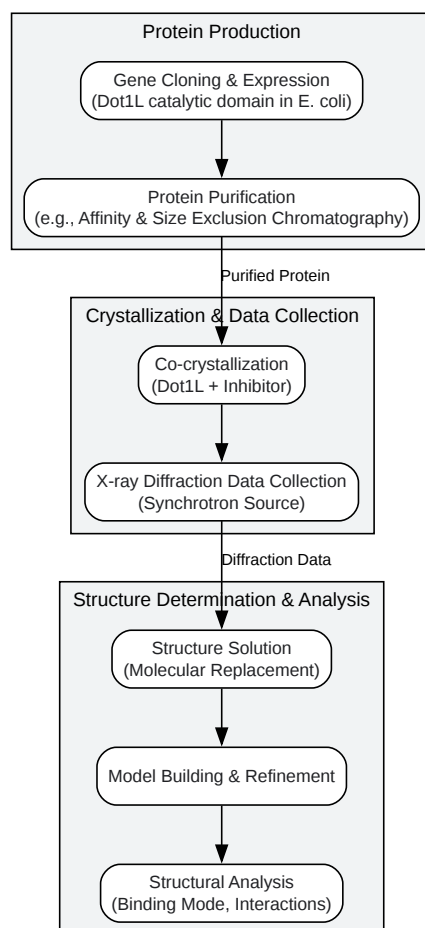 Protein Production
Gene Cloning & Expression
(Dot1L catalytic domain in E. coli)
Protein Purification
(e.g., Affinity & Size Exclusion Chromatography)
Purified Protein
Crystallization & Data Collection
Co-crystallization
(Dot1L + Inhibitor)
X-ray Diffraction Data Collection
(Synchrotron Source)
Diffraction Data
Structure Determination & Analysis
Structure Solution
(Molecular Replacement)
Model Building & Refinement
Structural Analysis
(Binding Mode, Interactions)